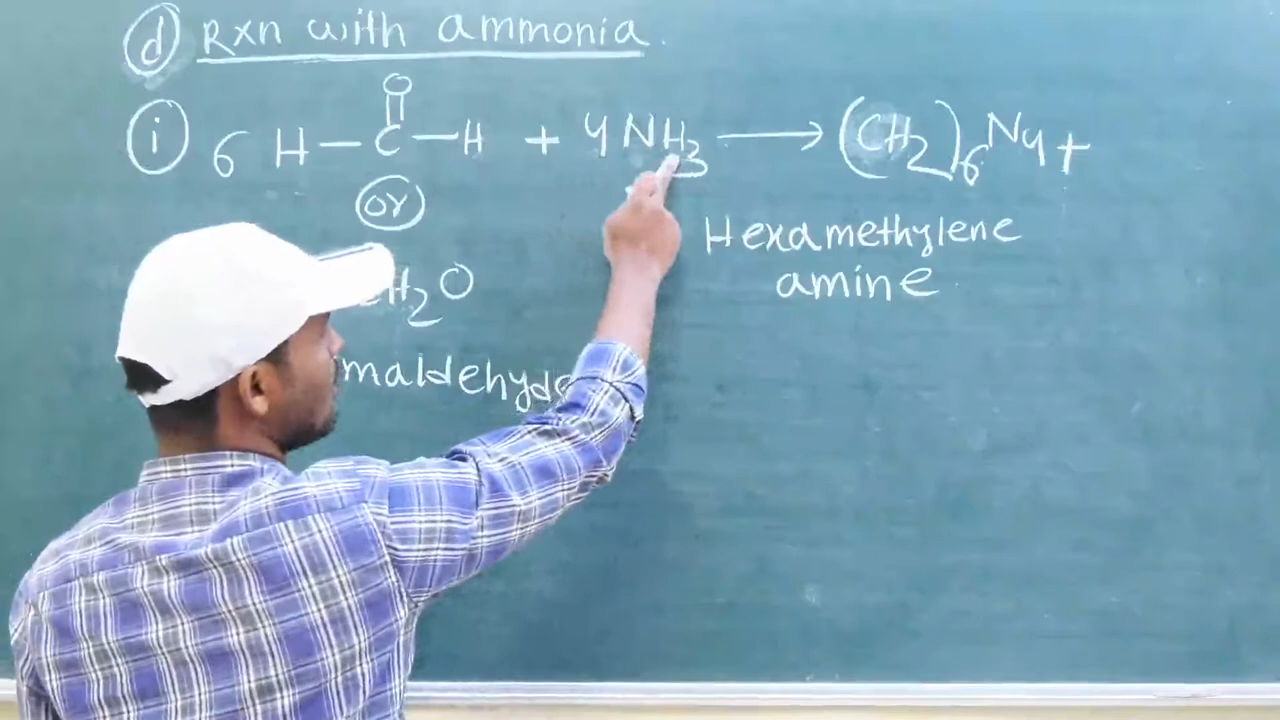 d Rxn with ammonia.
i 6 H—C—H + 4NH3 ⟶ (CH2)6N4 +
O
or
H2O
maldehyde
Hexamethylene
amine.